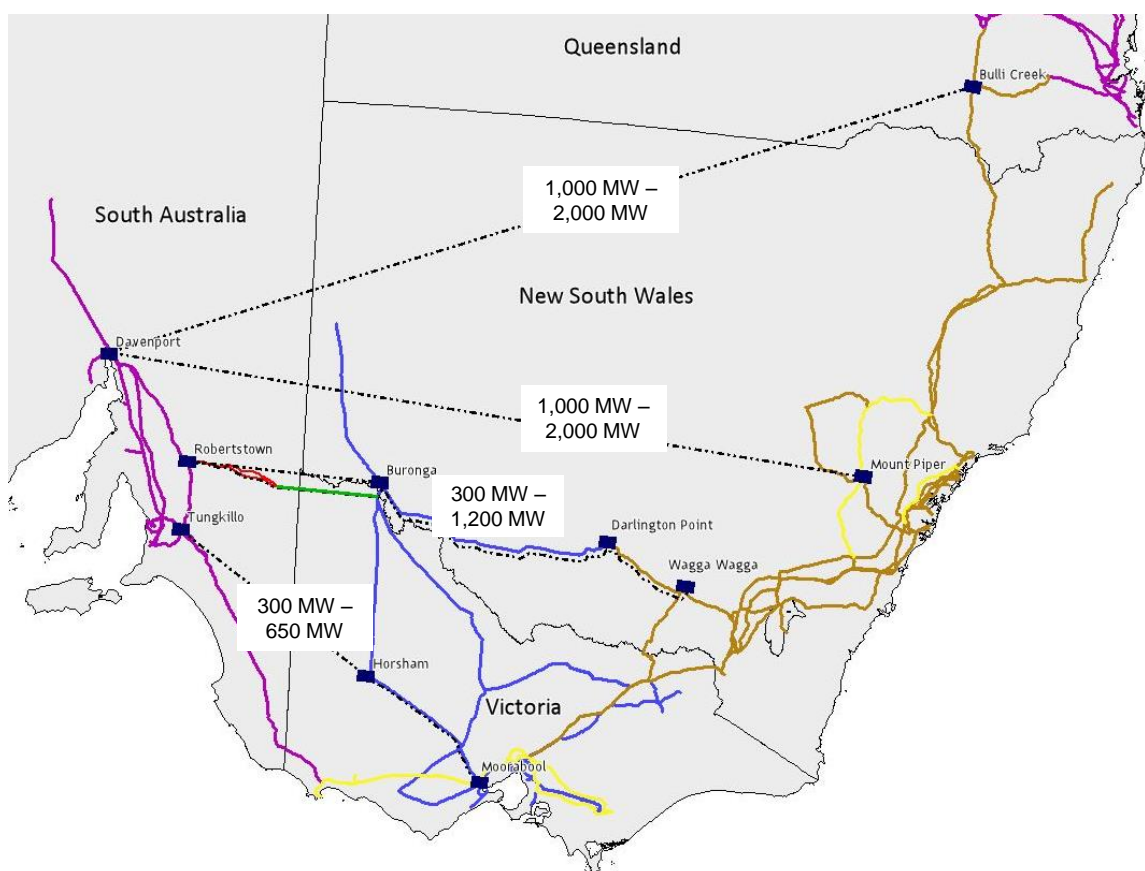 Queensland
Bulli Creek
1,000 MW –
2,000 MW
South Australia
New South Wales
Davenport
1,000 MW –
2,000 MW
Robertstown
Buronga
Mount Piper
300 MW –
1,200 MW
Tungkillo
Darlington Point
Wagga Wagga
300 MW –
650 MW
Horsham
Victoria
Moorabool